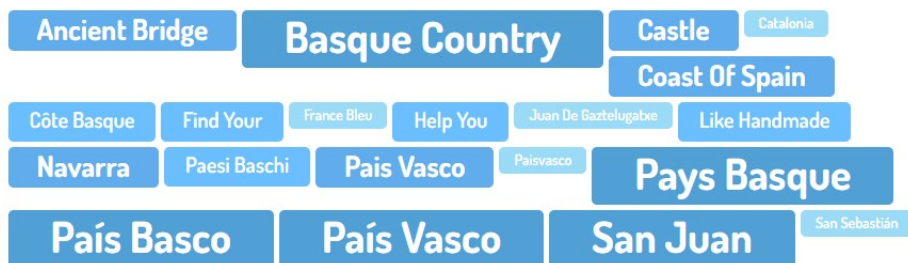 Ancient Bridge Basque Country Castle Catalonia
Coast Of Spain
Côte Basque Find Your France Bleu Help You Juan De Gaztelugatxe Like Handmade
Navarra Paesi Baschi Pais Vasco Paisvasco Pays Basque
País Basco País Vasco San Juan San Sebastián